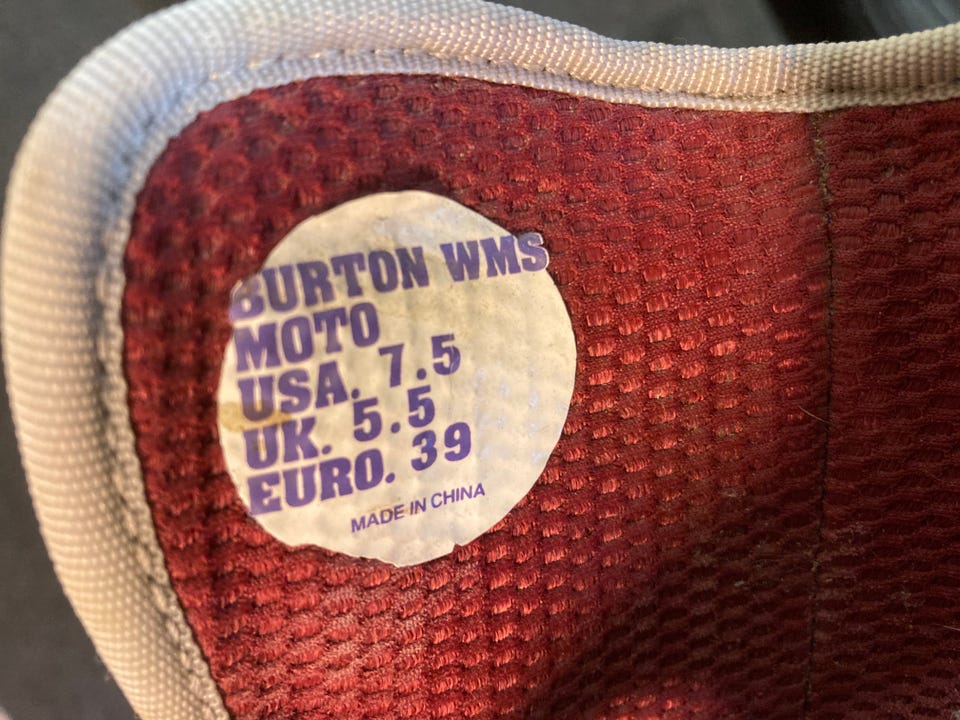 BURTON WMS
MOTO
USA. 7.5
UK. 5.5
EURO. 39
MADE IN CHINA